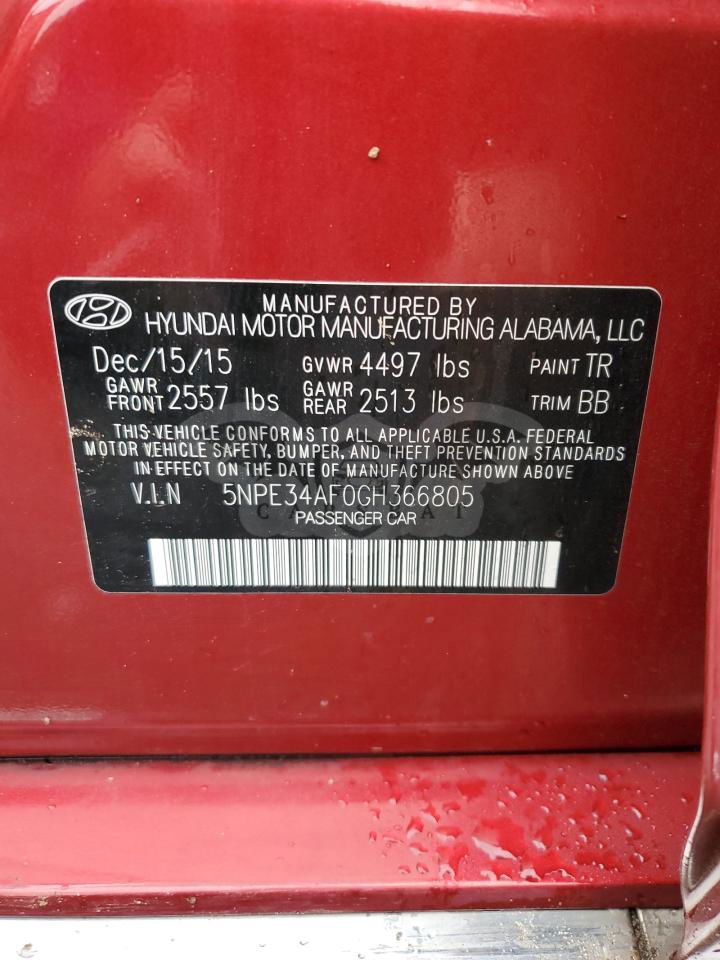 MANUFACTURED BY
HYUNDAI MOTOR MANUFACTURING ALABAMA, LLC
Dec/15/15 GVWR 4497 lbs PAINT TR
GAWR FRONT 2557 lbs GAWR REAR 2513 lbs TRIM BB
THIS VEHICLE CONFORMS TO ALL APPLICABLE U.S.A. FEDERAL
MOTOR VEHICLE SAFETY, BUMPER, AND THEFT PREVENTION STANDARDS
IN EFFECT ON THE DATE OF MANUFACTURE SHOWN ABOVE
V.I.N 5NPE34AF0GH366805
PASSENGER CAR